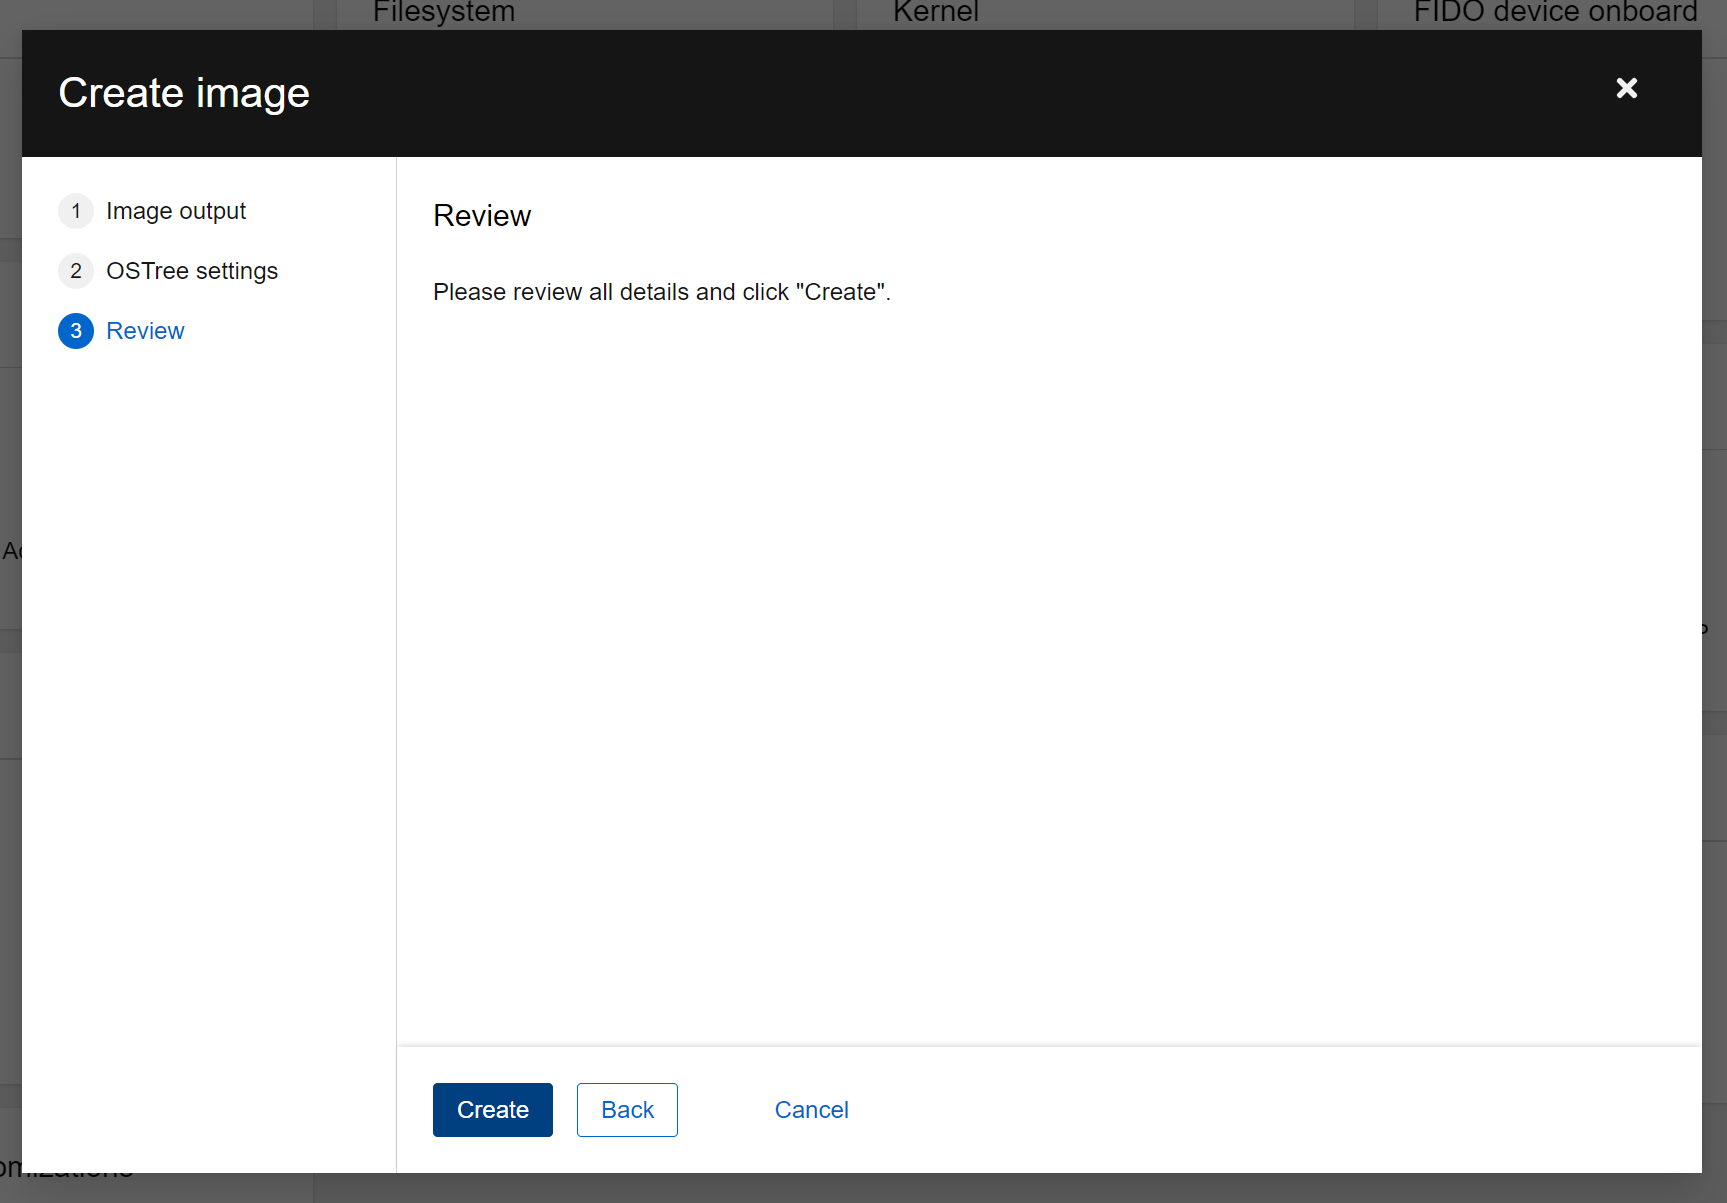 Filesystem
Kernel
FIDO device onboard
Create image
1 Image output
2 OSTree settings
3 Review
Review
Please review all details and click "Create".
Create
Back
Cancel